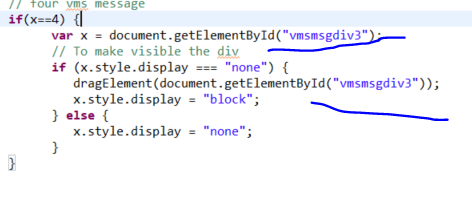 // four vms message
if(x==4) {
var x = document.getElementById("vmsmsgdiv3");
// To make visible the div
if (x.style.display === "none") {
dragElement(document.getElementById("vmsmsgdiv3"));
x.style.display = "block";
} else {
x.style.display = "none";
}
}